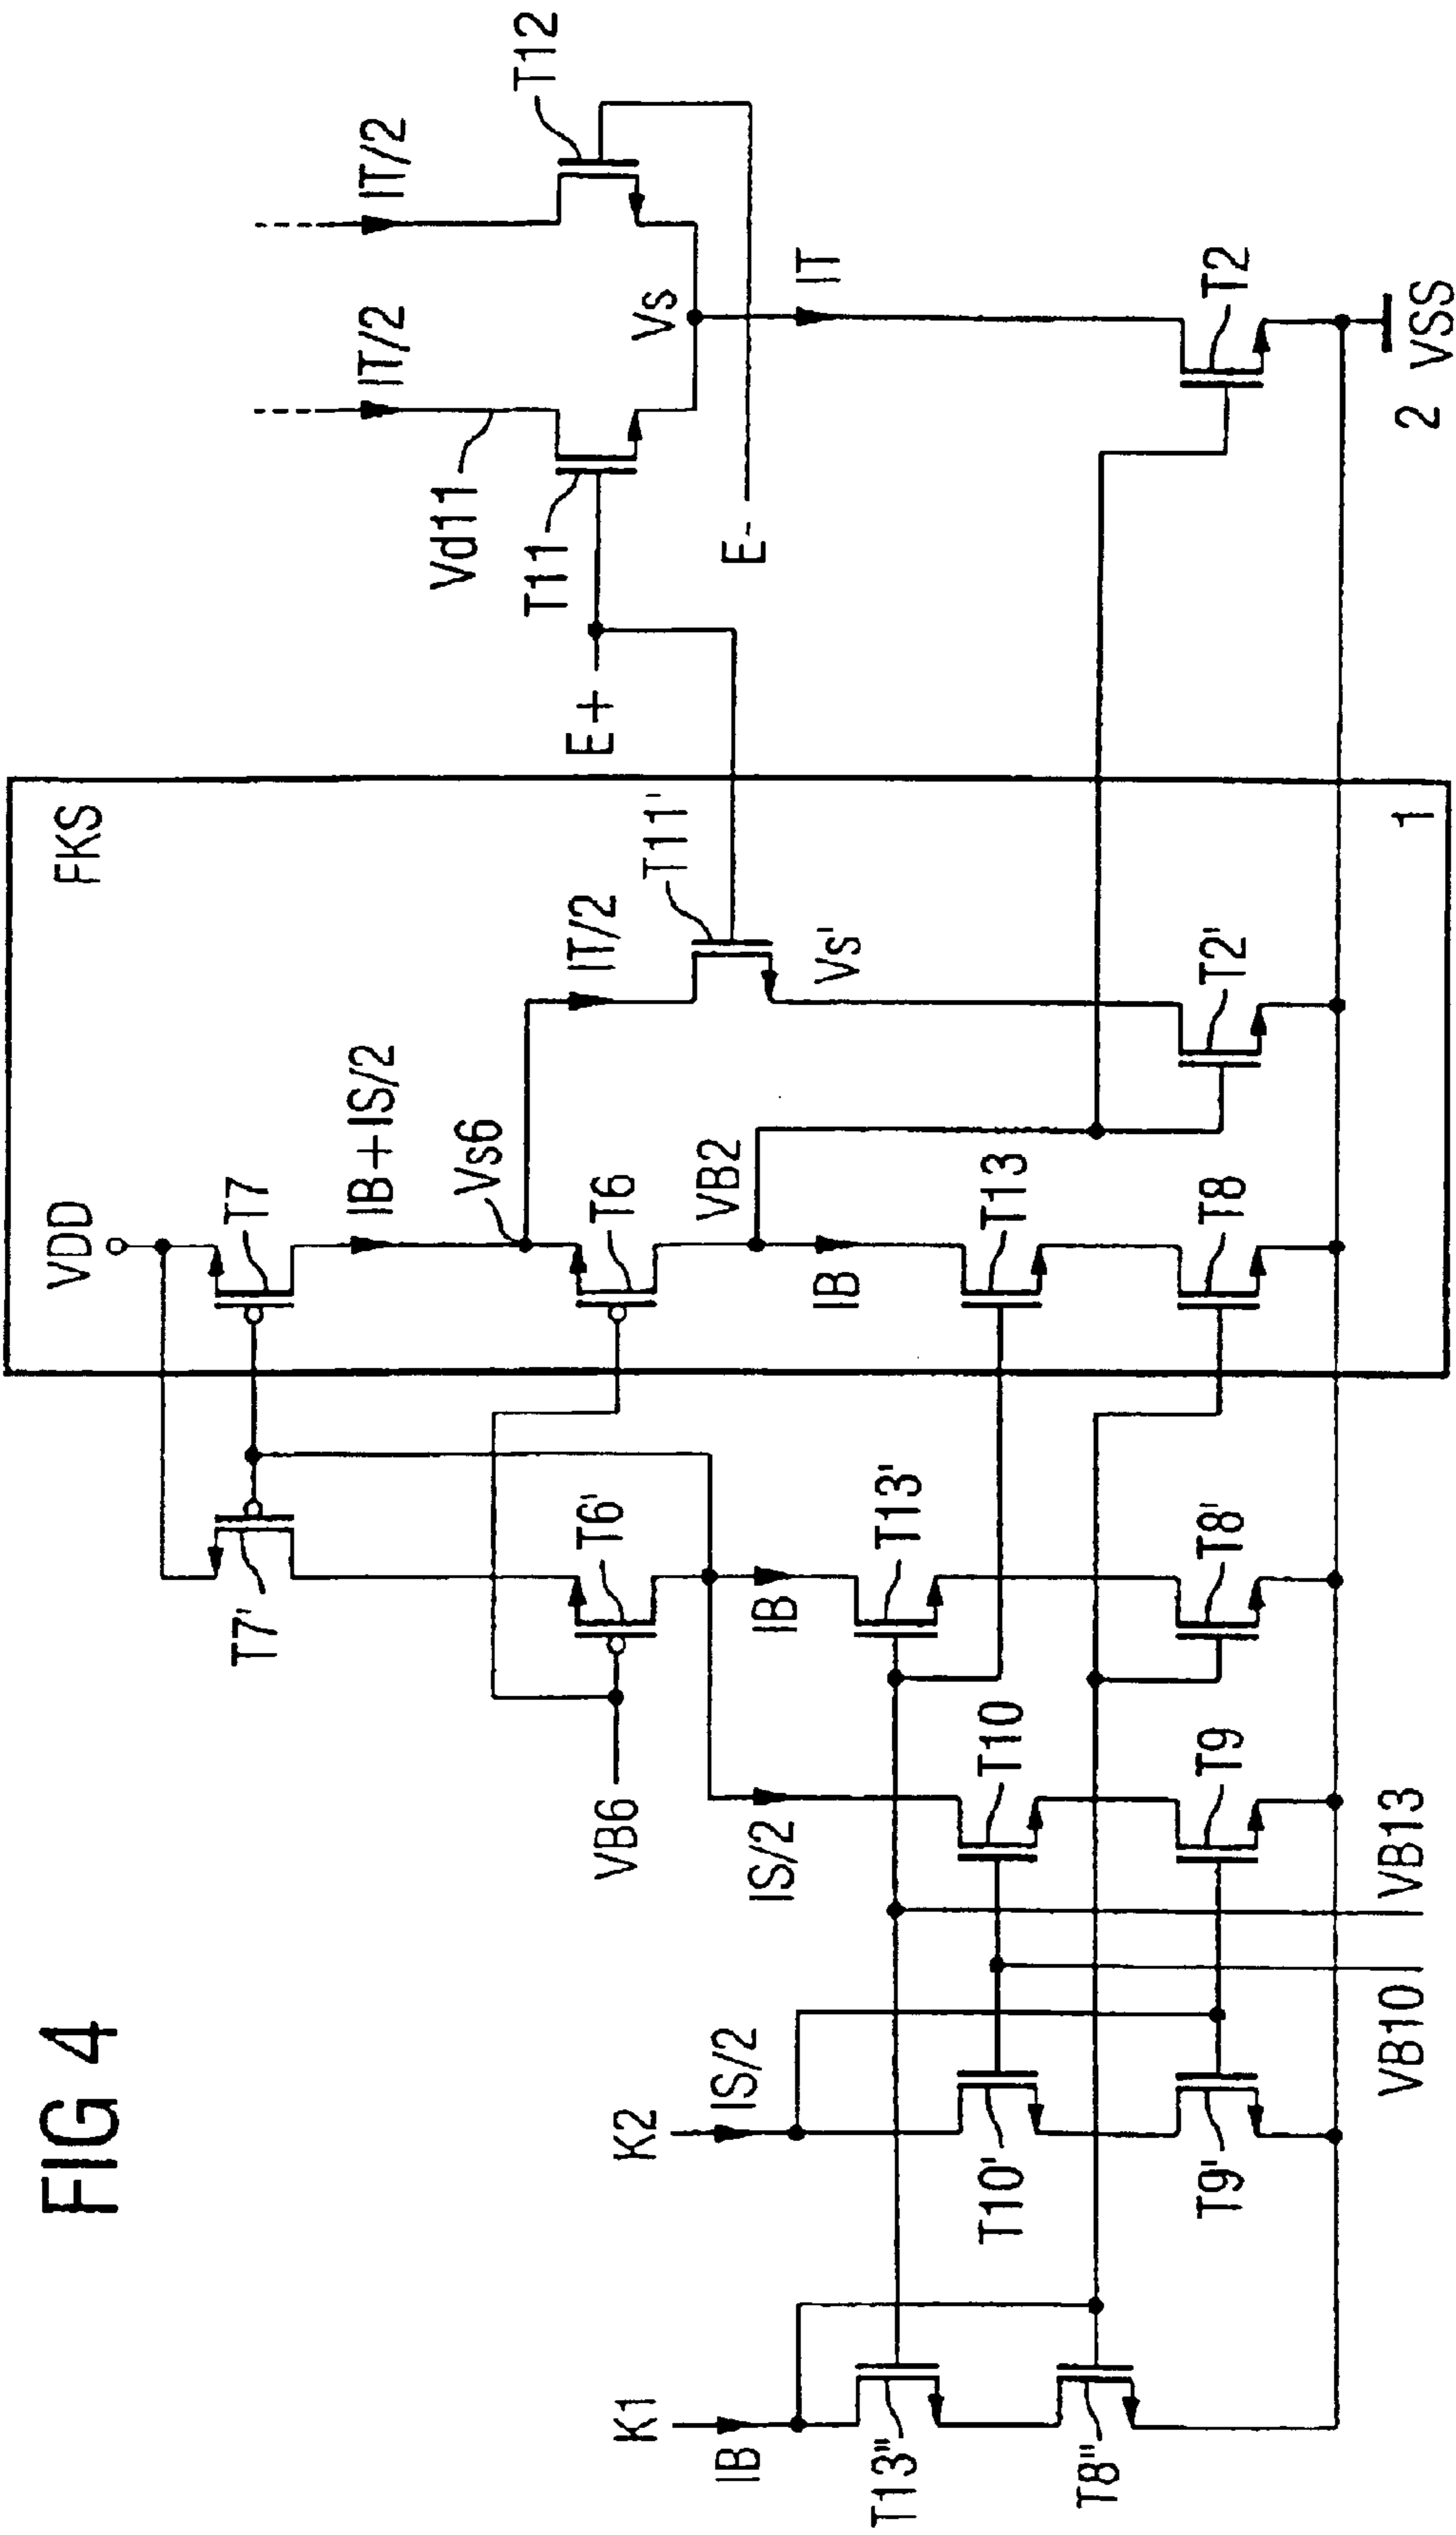 FIG 4
VDD
FKS
T7'
T7
IB+IS/2
Vs6
IT/2
IT/2
IT/2
T12
Vd11
T11
E+
E-
Vs
IT
VB6
T6'
T6
T11'
Vs'
VB2
K1
IB
K2
IS/2
IS/2
IB
IB
T13"
T13'
T13
T10'
T10
T8"
T9'
T9
T8'
T8
T2'
T2
VB10
VB13
1
2
VSS